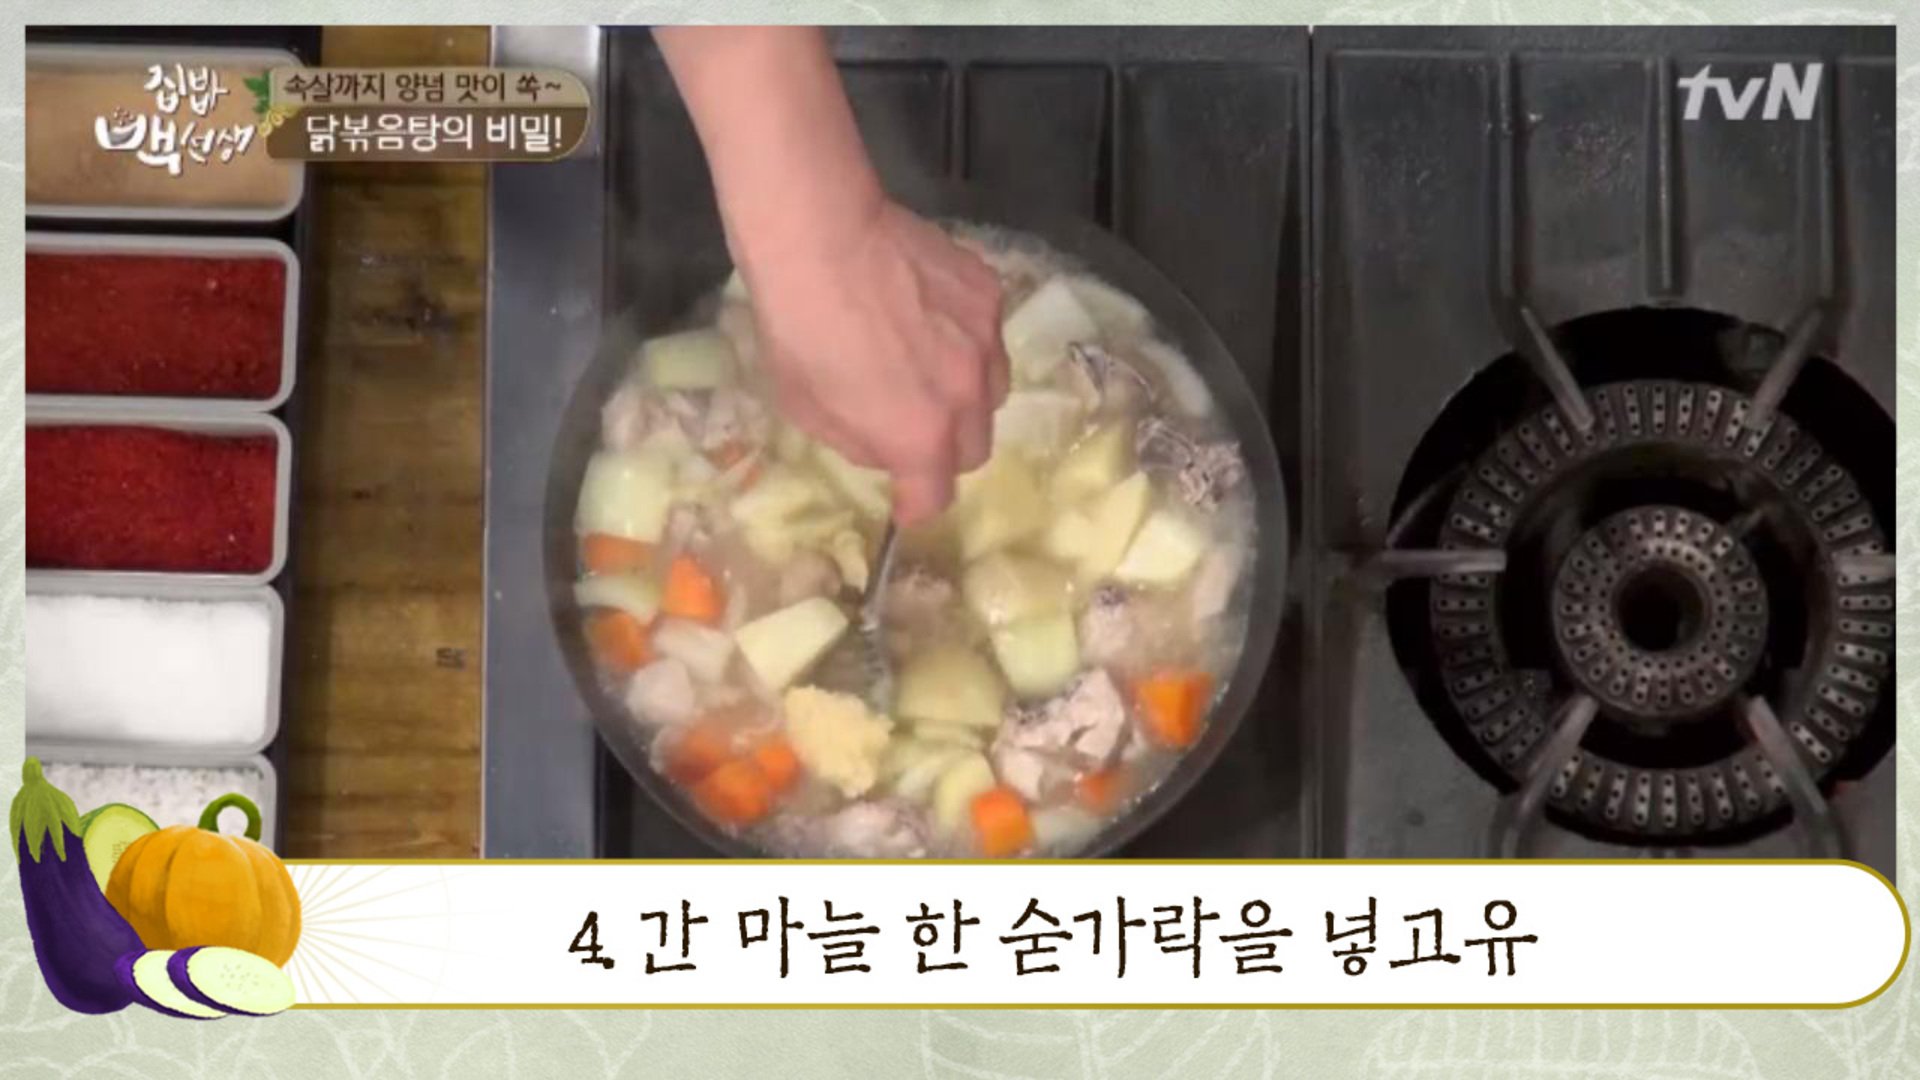 집밥
백선생
속살까지 양념 맛이 쏙~
닭볶음탕의 비밀!
tvN
4. 간 마늘 한 숟가락을 넣고유